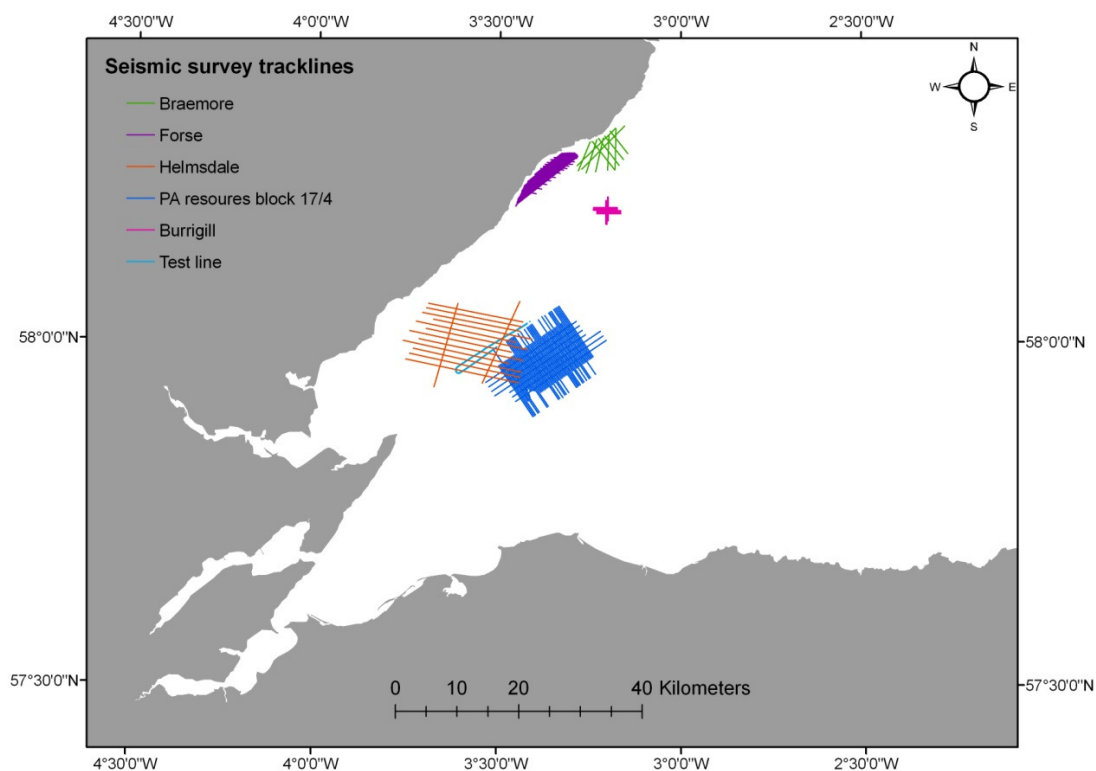 4°30'0"W 4°0'0"W 3°30'0"W 3°0'0"W 2°30'0"W
Seismic survey tracklines
Braemore
Forse
Helmsdale
PA resoures block 17/4
Burrigill
Test line
N
W E
S
58°0'0"N 58°0'0"N
57°30'0"N 57°30'0"N
0 10 20 40 Kilometers
4°30'0"W 4°0'0"W 3°30'0"W 3°0'0"W 2°30'0"W